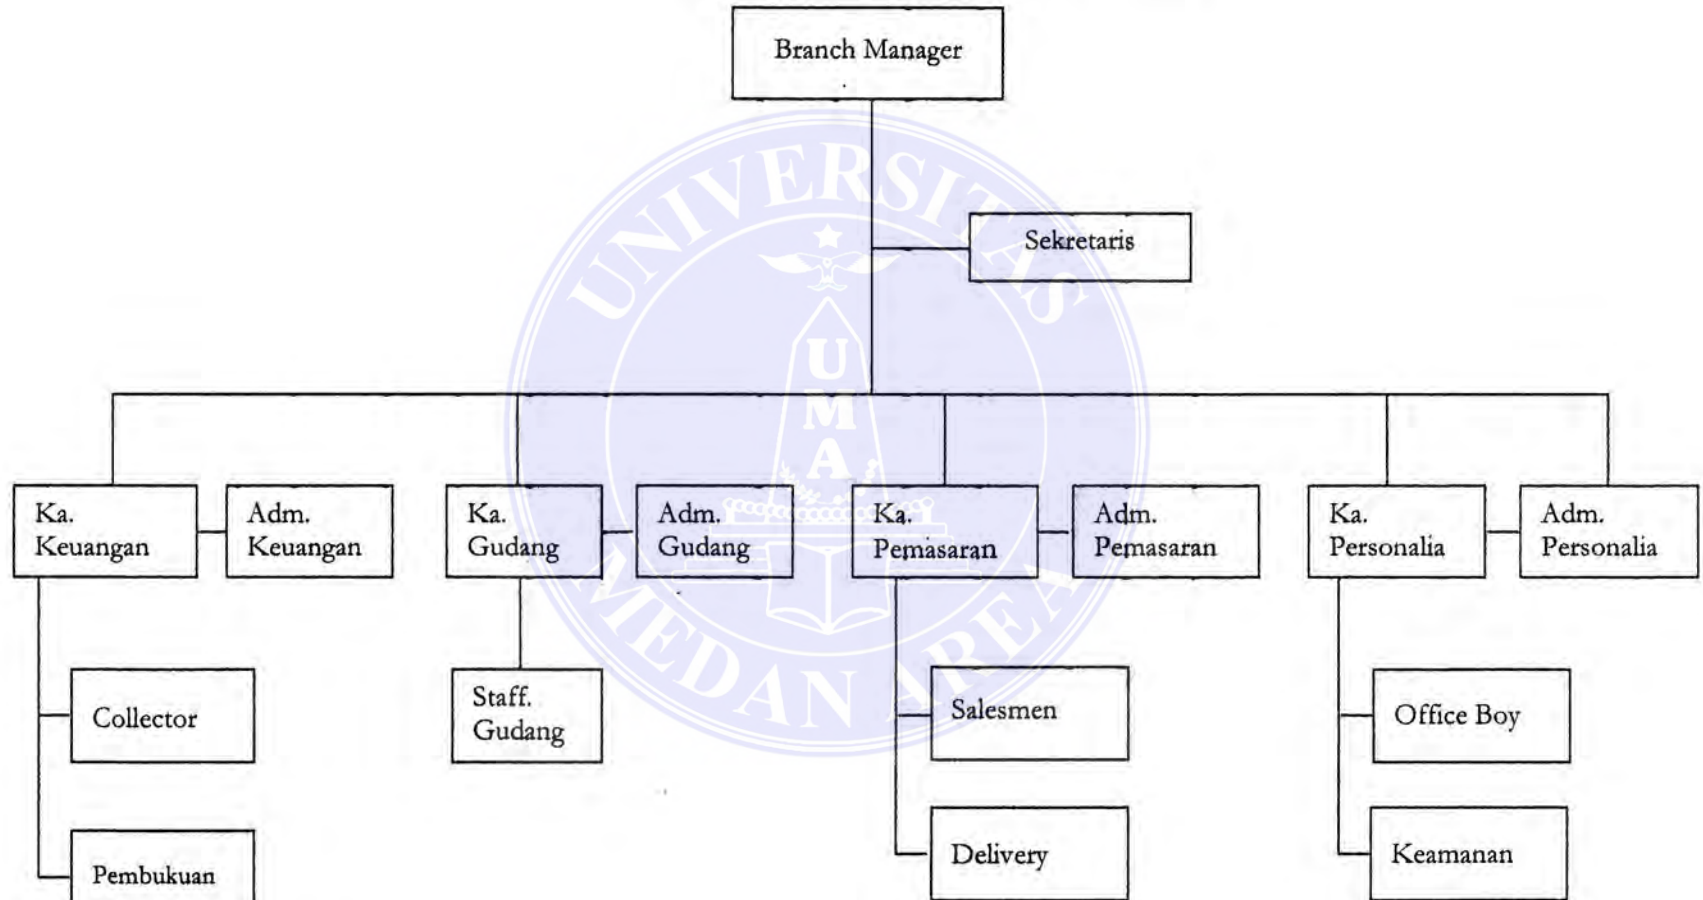 Branch Manager
Sekretaris
Ka.
Keuangan
Adm.
Keuangan
Ka.
Gudang
Adm.
Gudang
Ka.
Pemasaran
Adm.
Pemasaran
Ka.
Personalia
Adm.
Personalia
Collector
Staff.
Gudang
Salesmen
Office Boy
Pembukuan
Delivery
Keamanan
UNIVERSITAS
MEDAN AREA
U
M
A